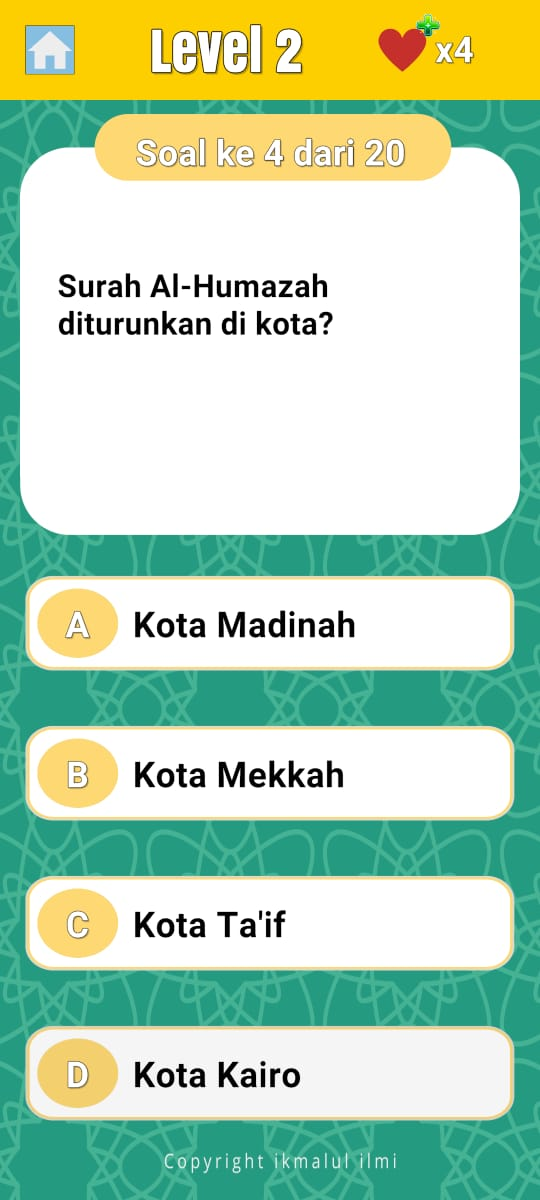 Level 2
x4
Soal ke 4 dari 20
Surah Al-Humazah
diturunkan di kota?
A Kota Madinah
B Kota Mekkah
C Kota Ta'if
D Kota Kairo
Copyright ikmalul ilmi